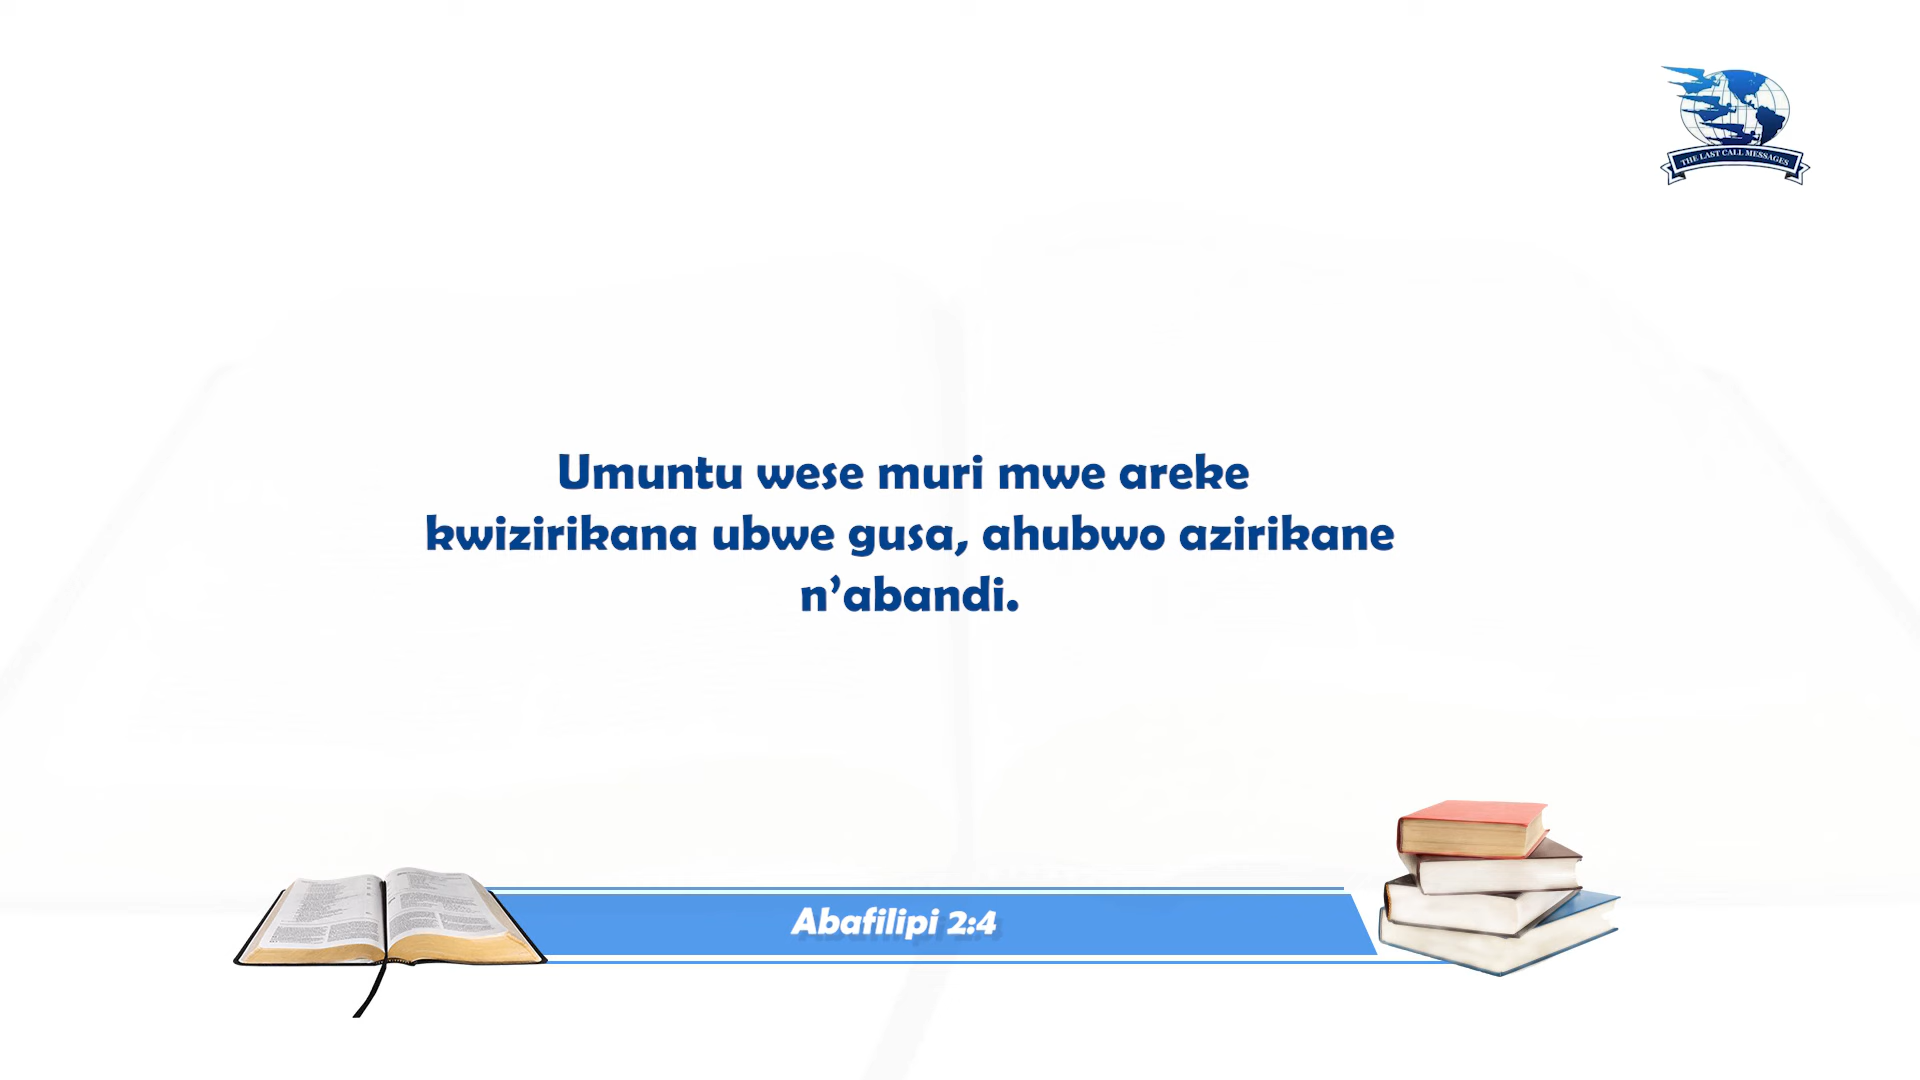 THE LAST CALL MESSAGES
Umuntu wese muri mwe areke
kwizirikana ubwe gusa, ahubwo azirikane
n’abandi.
Abafilipi 2:4